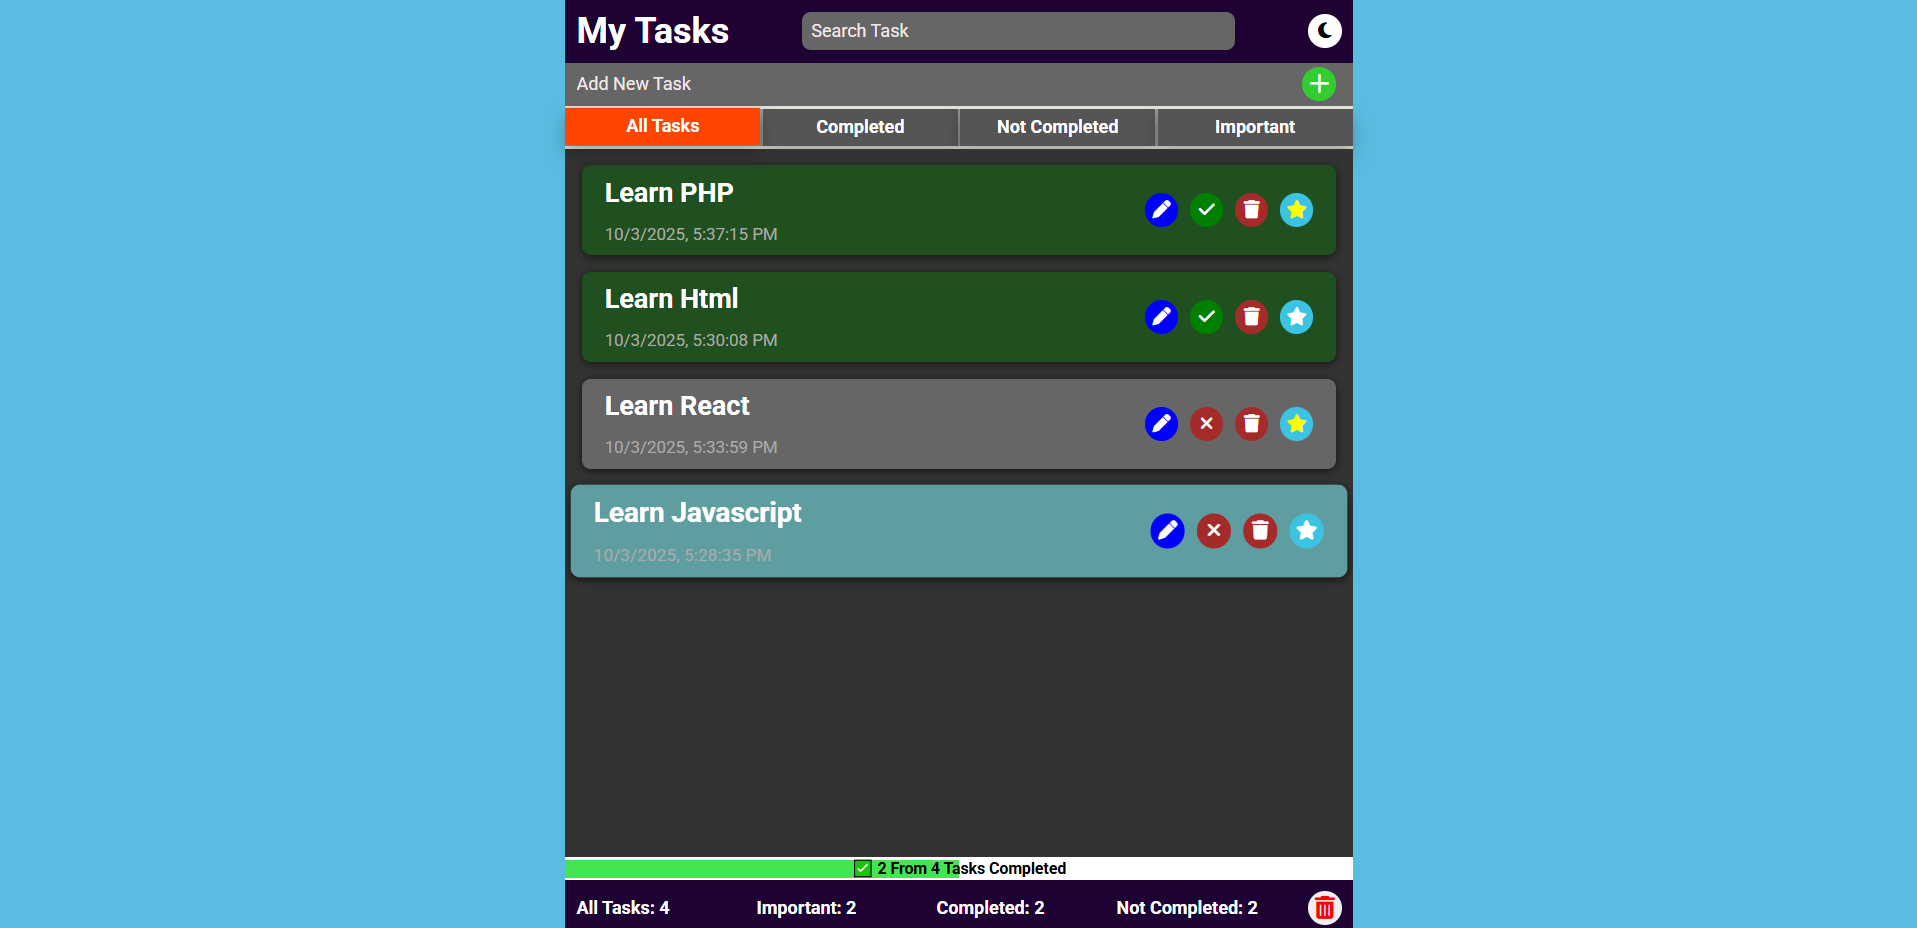 My Tasks
Search Task
Add New Task
All Tasks
Completed
Not Completed
Important
Learn PHP
10/3/2025, 5:37:15 PM
Learn Html
10/3/2025, 5:30:08 PM
Learn React
10/3/2025, 5:33:59 PM
Learn Javascript
10/3/2025, 5:28:35 PM
✅ 2 From 4 Tasks Completed
All Tasks: 4
Important: 2
Completed: 2
Not Completed: 2